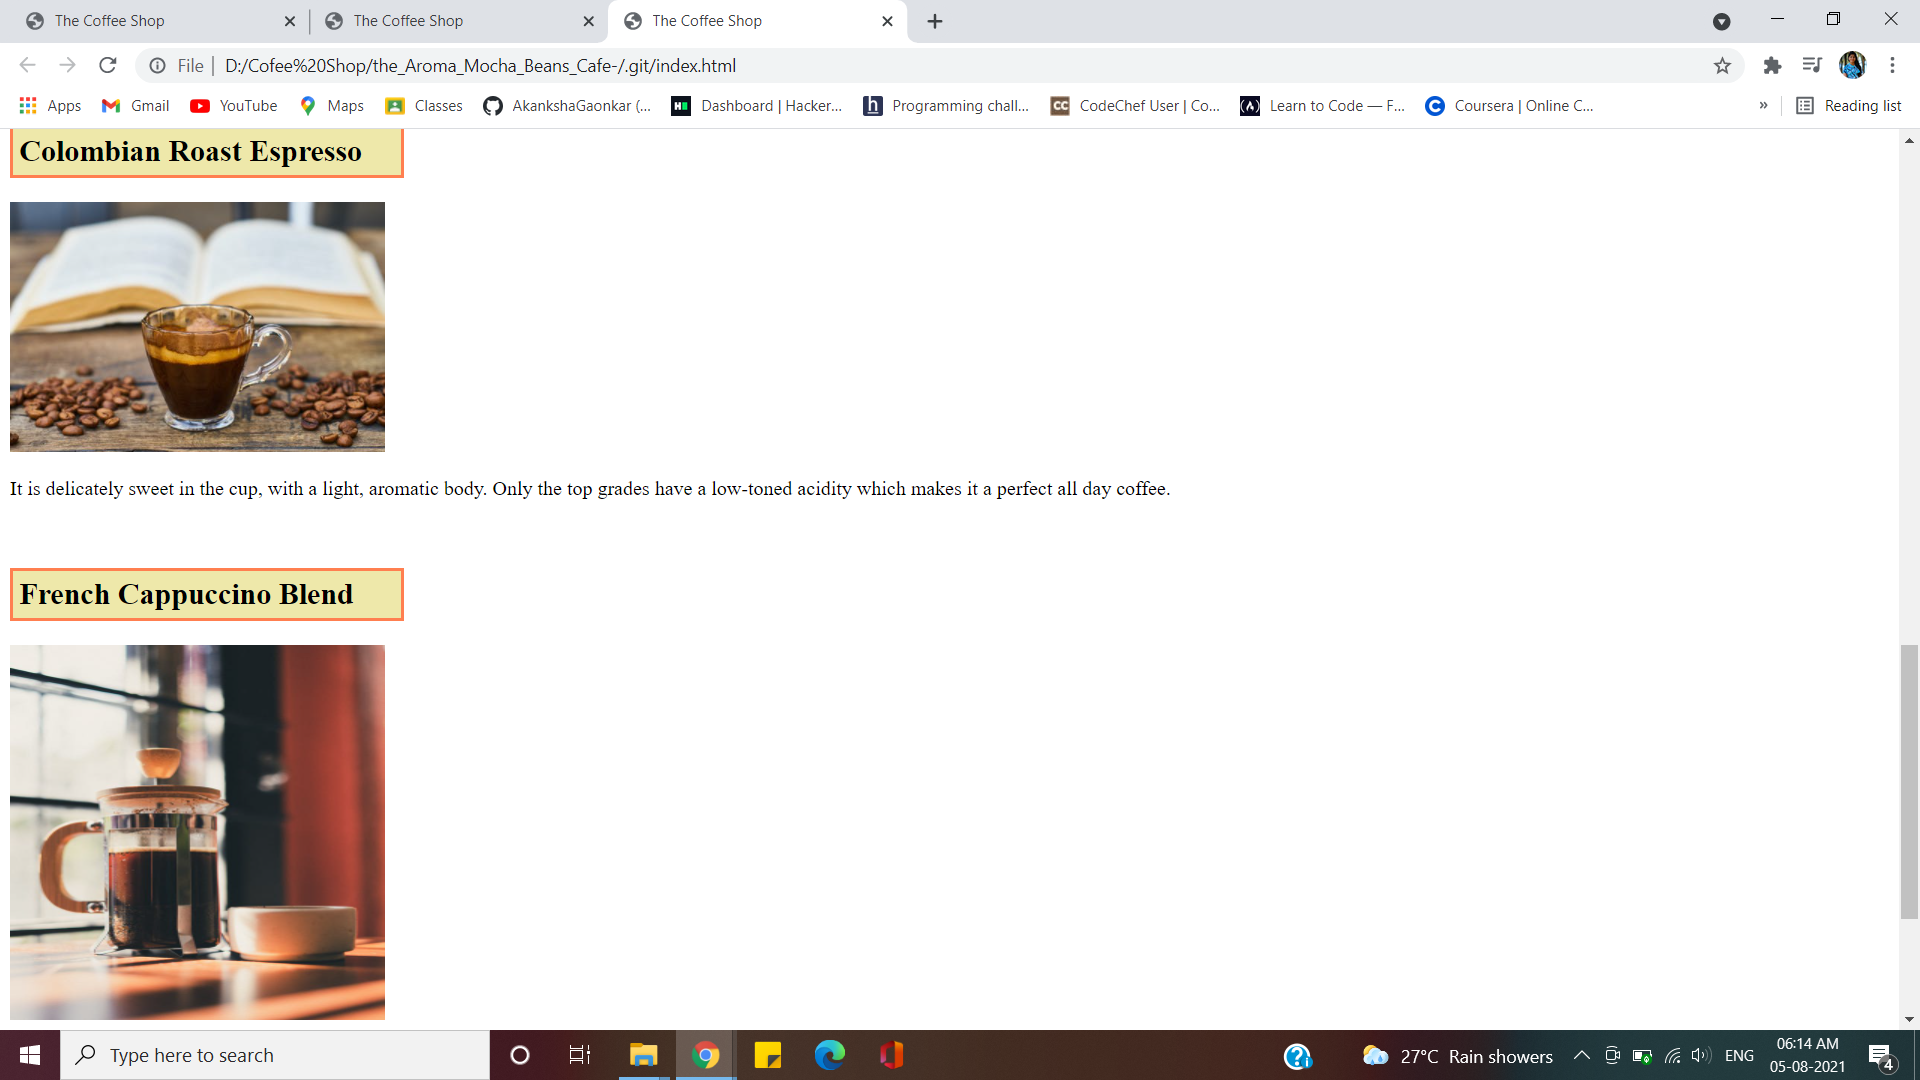 The Coffee Shop
The Coffee Shop
The Coffee Shop
File | D:/Cofee%20Shop/the_Aroma_Mocha_Beans_Cafe-/.git/index.html
Apps Gmail YouTube Maps Classes AkankshaGaonkar (... Dashboard | Hacker... Programming chall... CodeChef User | Co... Learn to Code — F... Coursera | Online C... » Reading list
Colombian Roast Espresso
It is delicately sweet in the cup, with a light, aromatic body. Only the top grades have a low-toned acidity which makes it a perfect all day coffee.
French Cappuccino Blend
Type here to search
27°C Rain showers
ENG
06:14 AM
05-08-2021
4